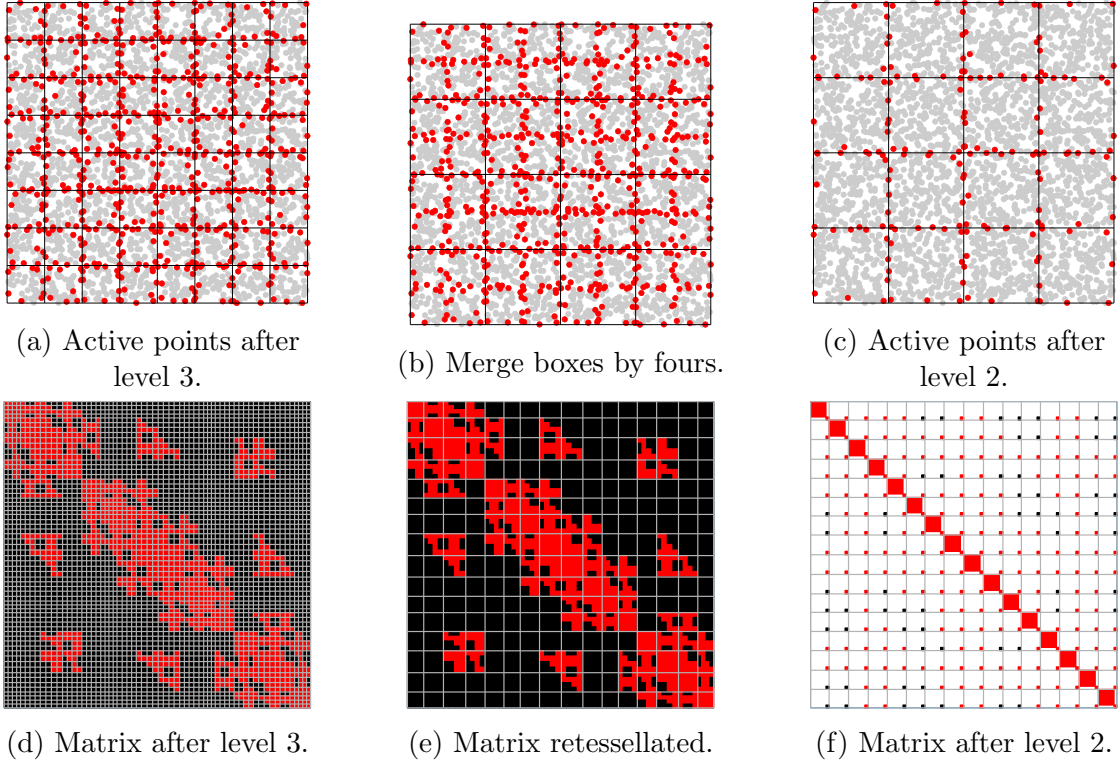 (a) Active points after
level 3.
(b) Merge boxes by fours.
(c) Active points after
level 2.
(d) Matrix after level 3.
(e) Matrix retessellated.
(f) Matrix after level 2.